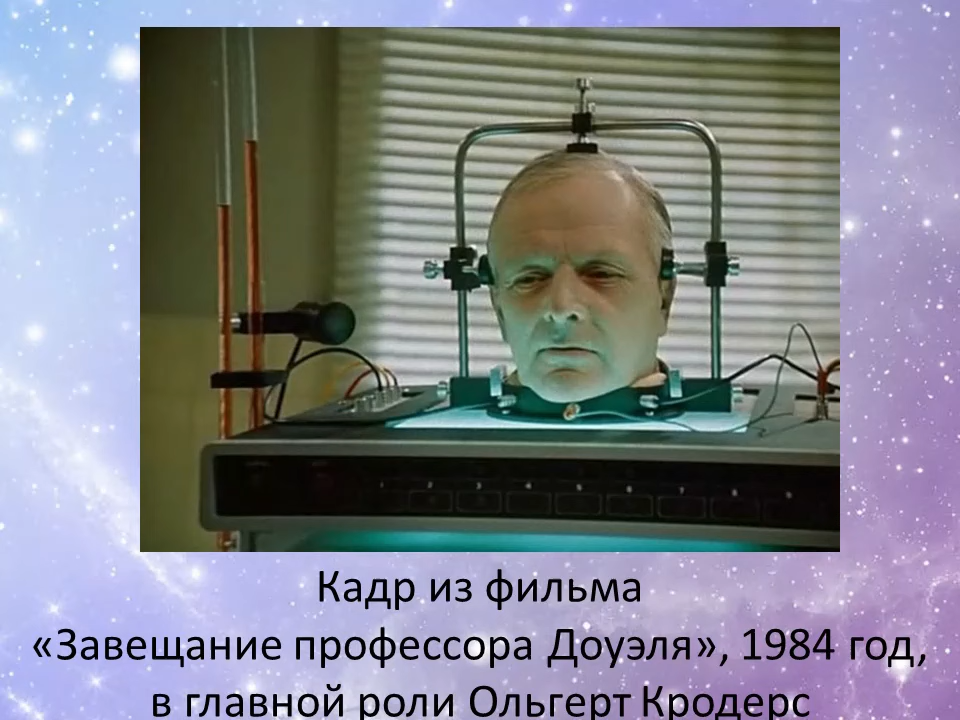 Кадр из фильма
«Завещание профессора Доуэля», 1984 год,
в главной роли Ольгерт Кродерс